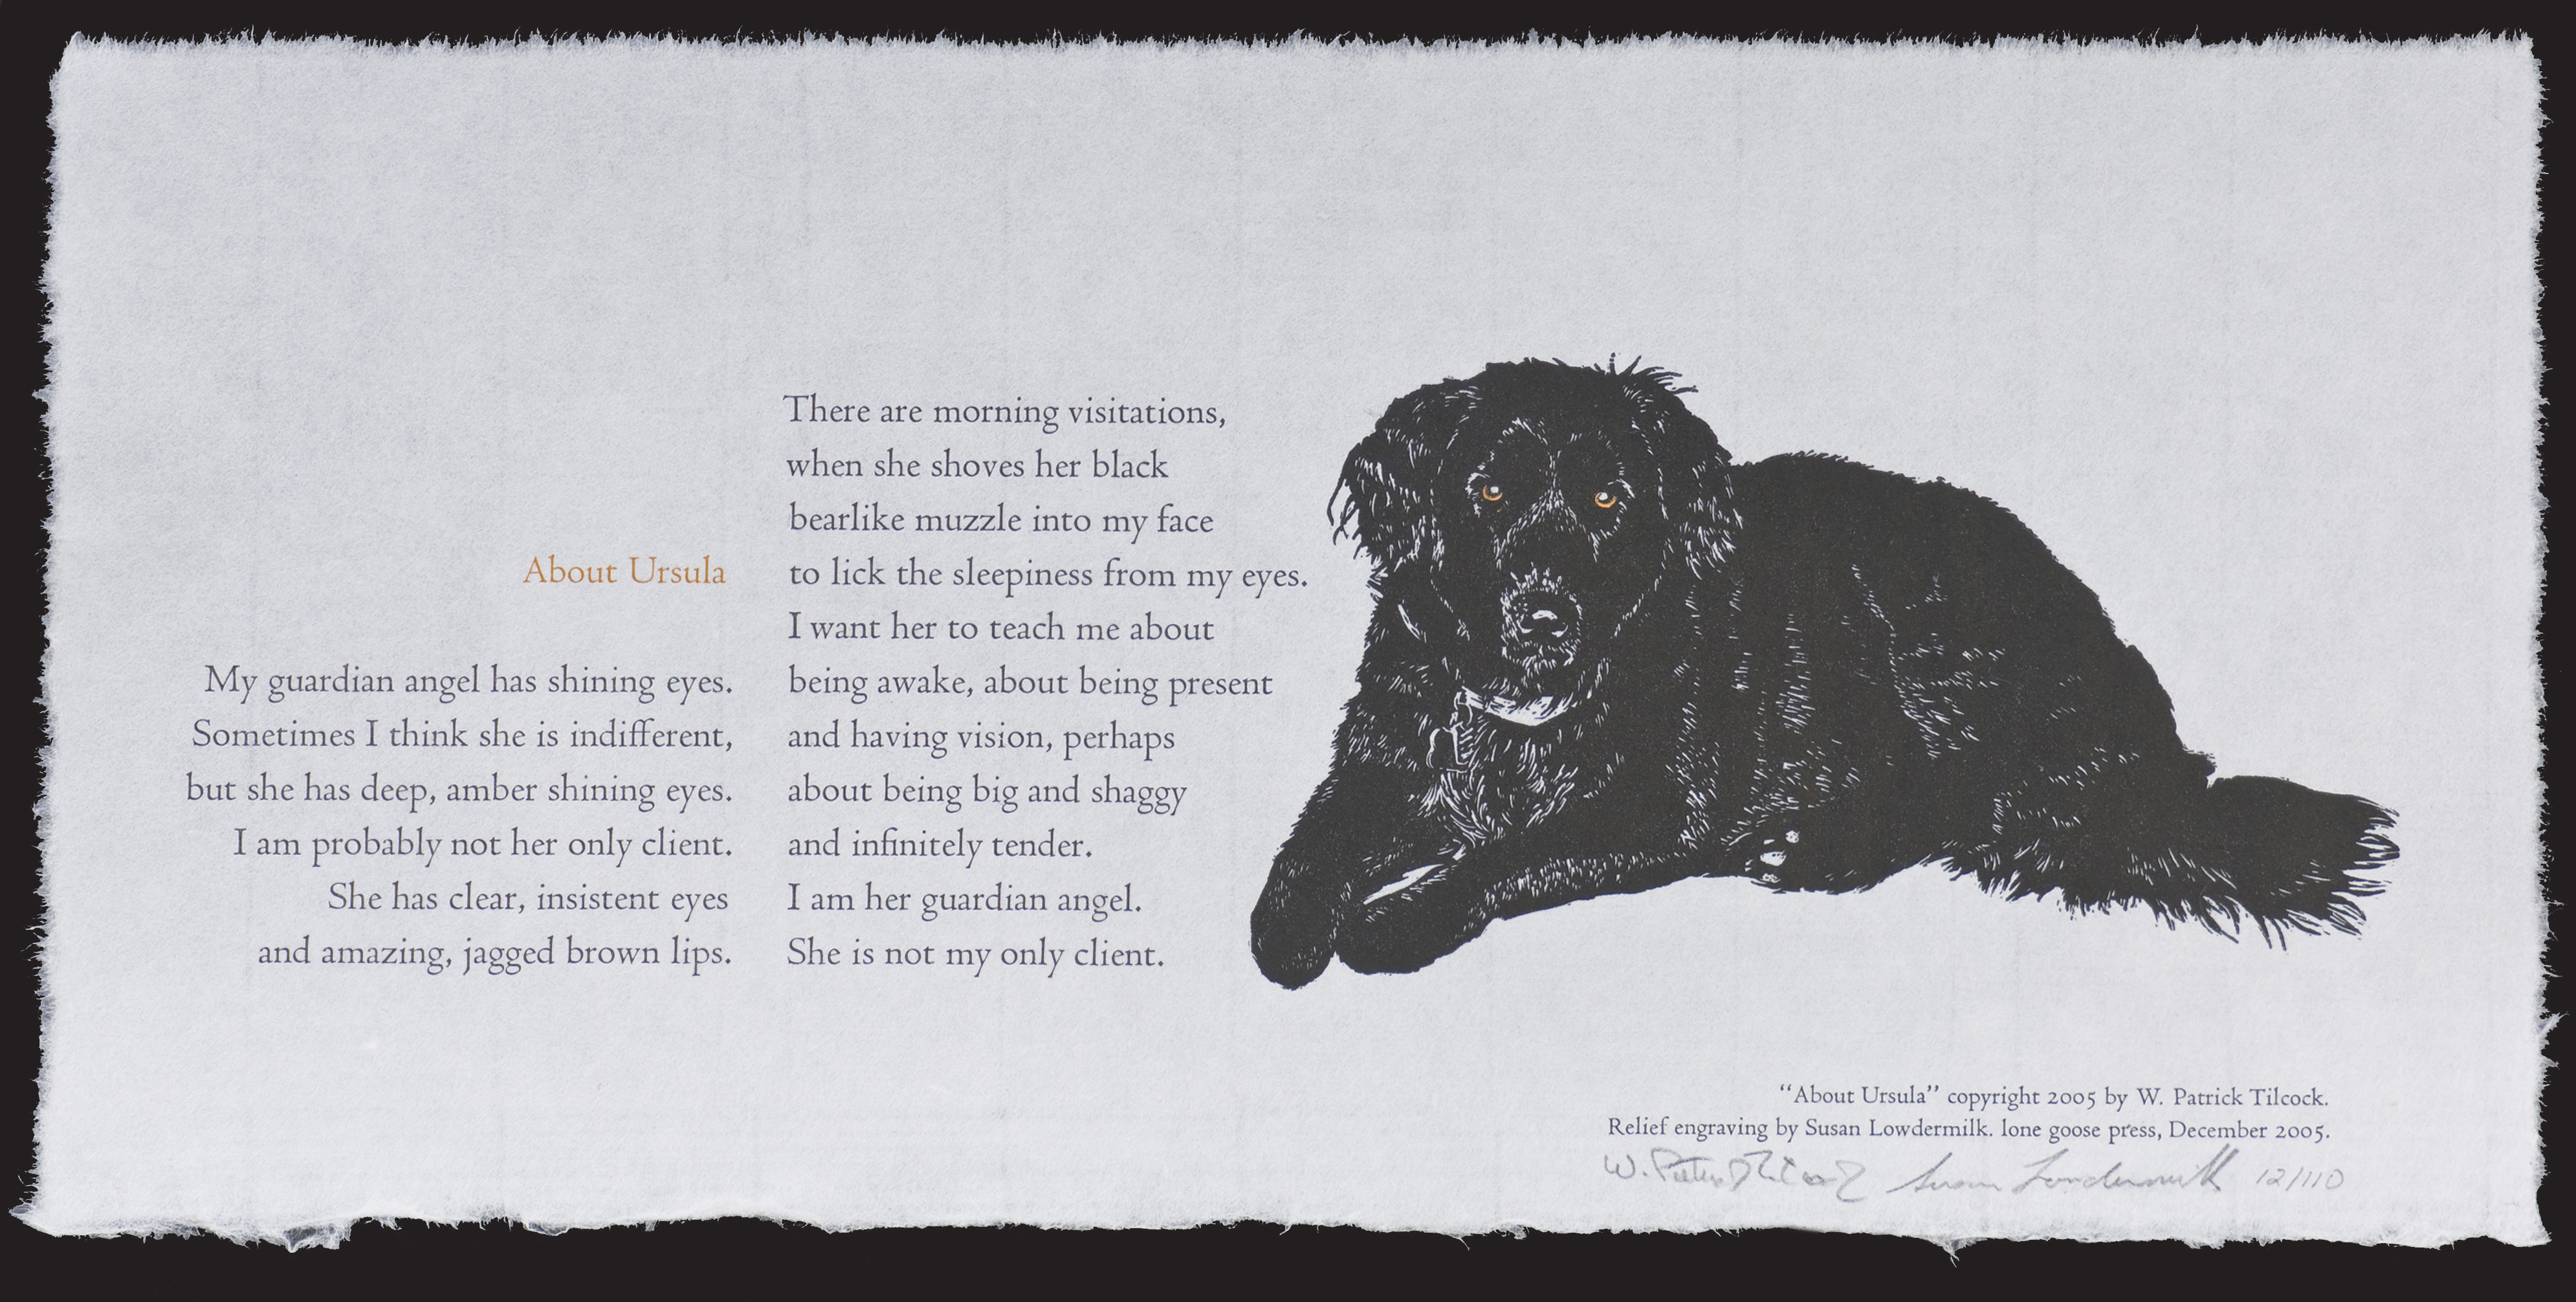 About Ursula
My guardian angel has shining eyes.
Sometimes I think she is indifferent,
but she has deep, amber shining eyes.
I am probably not her only client.
She has clear, insistent eyes
and amazing, jagged brown lips.
There are morning visitations,
when she shoves her black
bearlike muzzle into my face
to lick the sleepiness from my eyes.
I want her to teach me about
being awake, about being present
and having vision, perhaps
about being big and shaggy
and infinitely tender.
I am her guardian angel.
She is not my only client.
“About Ursula” copyright 2005 by W. Patrick Tilcock.
Relief engraving by Susan Lowdermilk. lone goose press, December 2005.
W. Patrick Tilcock Susan Lowdermilk 12/110